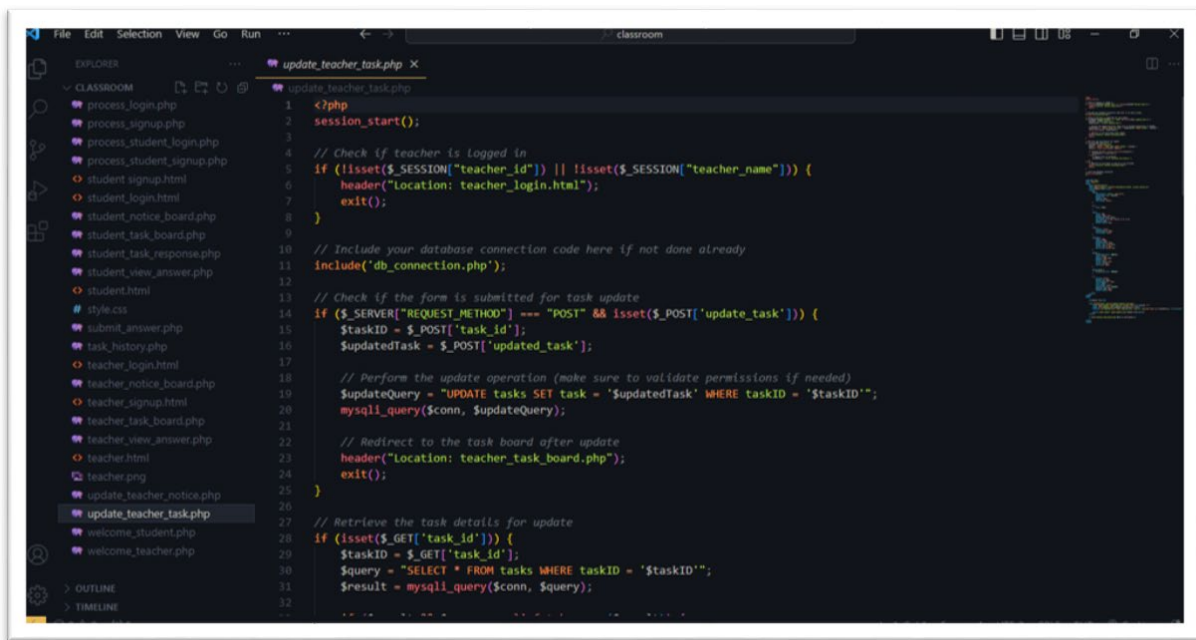 File Edit Selection View Go Run ... classroom
EXPLORER ...
CLASSROOM
process_login.php
process_signup.php
process_student_login.php
process_student_signup.php
student signup.html
student_login.html
student_notice_board.php
student_task_board.php
student_task_response.php
student_view_answer.php
student.html
# style.css
submit_answer.php
task_history.php
teacher_login.html
teacher_notice_board.php
teacher_signup.html
teacher_task_board.php
teacher_view_answer.php
teacher.html
teacher.png
update_teacher_notice.php
update_teacher_task.php
welcome_student.php
welcome_teacher.php
OUTLINE
TIMELINE
update_teacher_task.php
update_teacher_task.php
1 <?php
2 session_start();
3
4 // Check if teacher is logged in
5 if (!isset($_SESSION["teacher_id"]) || !isset($_SESSION["teacher_name"])) {
6 header("Location: teacher_login.html");
7 exit();
8 }
9
10 // Include your database connection code here if not done already
11 include('db_connection.php');
12
13 // Check if the form is submitted for task update
14 if ($_SERVER["REQUEST_METHOD"] === "POST" && isset($_POST['update_task'])) {
15 $taskID = $_POST['task_id'];
16 $updatedTask = $_POST['updated_task'];
17
18 // Perform the update operation (make sure to validate permissions if needed)
19 $updateQuery = "UPDATE tasks SET task = '$updatedTask' WHERE taskID = '$taskID'";
20 mysqli_query($conn, $updateQuery);
21
22 // Redirect to the task board after update
23 header("Location: teacher_task_board.php");
24 exit();
25 }
26
27 // Retrieve the task details for update
28 if (isset($_GET['task_id'])) {
29 $taskID = $_GET['task_id'];
30 $query = "SELECT * FROM tasks WHERE taskID = '$taskID'";
31 $result = mysqli_query($conn, $query);
32